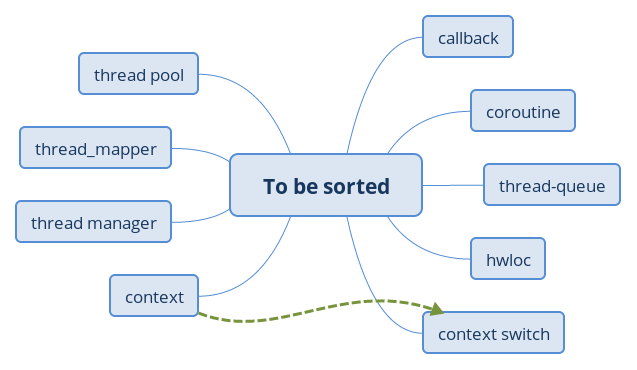 To be sorted
callback
coroutine
thread-queue
hwloc
context switch
thread pool
thread_mapper
thread manager
context